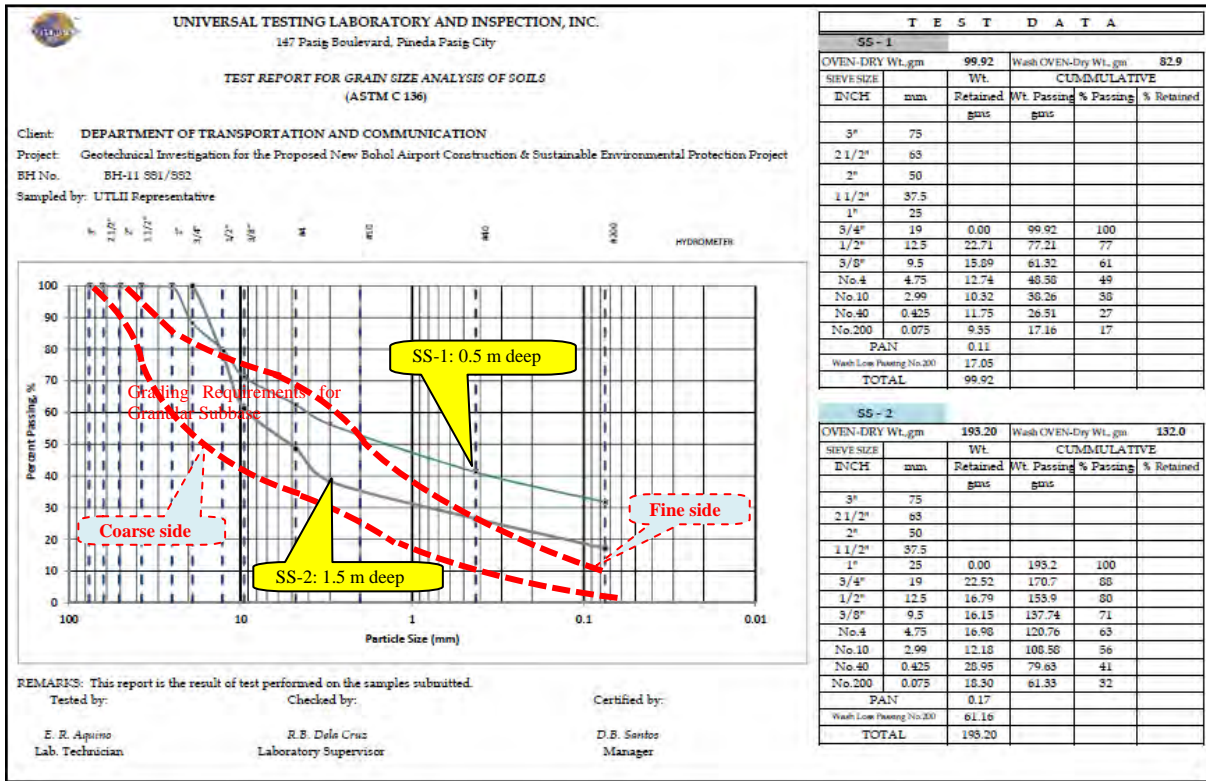 UNIVERSAL TESTING LABORATORY AND INSPECTION, INC.
147 Pasig Boulevard, Pineda Pasig City
TEST REPORT FOR GRAIN SIZE ANALYSIS OF SOILS
(ASTM C 136)
Client: DEPARTMENT OF TRANSPORTATION AND COMMUNICATION
Project: Geotechnical Investigation for the Proposed New Bohol Airport Construction & Sustainable Environmental Protection Project
BH No. BH-11 SS1/SS2
Sampled by: UTLII Representative
3" 2.1/2" 2" 1.1/2" 1" 3/4" 1/2" 3/8" #4 #10 #40 #200 HYDROMETER
Percent Passing, %
100
90
80
70
60
50
40
30
20
10
0
SS-1: 0.5 m deep
Grading Requirements for
Granular Subbase
Coarse side
Fine side
SS-2: 1.5 m deep
100 10 1 0.1 0.01
Particle Size (mm)
REMARKS: This report is the result of test performed on the samples submitted.
Tested by: Checked by: Certified by:
E. R. Aquino R.B. Dela Cruz D.B. Santos
Lab. Technician Laboratory Supervisor Manager
T E S T D A T A
SS - 1
OVEN-DRY Wt.,gm 99.92 Wash OVEN-Dry Wt., gm 82.9
SIEVE SIZE Wt. CUMMULATIVE
INCH mm Retained Wt. Passing % Passing % Retained
gms gms
3" 75
2 1/2" 63
2" 50
1 1/2" 37.5
1" 25
3/4" 19 0.00 99.92 100
1/2" 12.5 22.71 77.21 77
3/8" 9.5 15.89 61.32 61
No.4 4.75 12.74 48.58 49
No.10 2.99 10.32 38.26 38
No.40 0.425 11.75 26.51 27
No.200 0.075 9.35 17.16 17
PAN 0.11
Wash Loss Passing No.200 17.05
TOTAL 99.92
SS - 2
OVEN-DRY Wt.,gm 193.20 Wash OVEN-Dry Wt., gm 132.0
SIEVE SIZE Wt. CUMMULATIVE
INCH mm Retained Wt. Passing % Passing % Retained
gms gms
3" 75
2 1/2" 63
2" 50
1 1/2" 37.5
1" 25 0.00 193.2 100
3/4" 19 22.52 170.7 88
1/2" 12.5 16.79 153.9 80
3/8" 9.5 16.15 137.74 71
No.4 4.75 16.98 120.76 63
No.10 2.99 12.18 108.58 56
No.40 0.425 28.95 79.63 41
No.200 0.075 18.30 61.33 32
PAN 0.17
Wash Loss Passing No.200 61.16
TOTAL 193.20